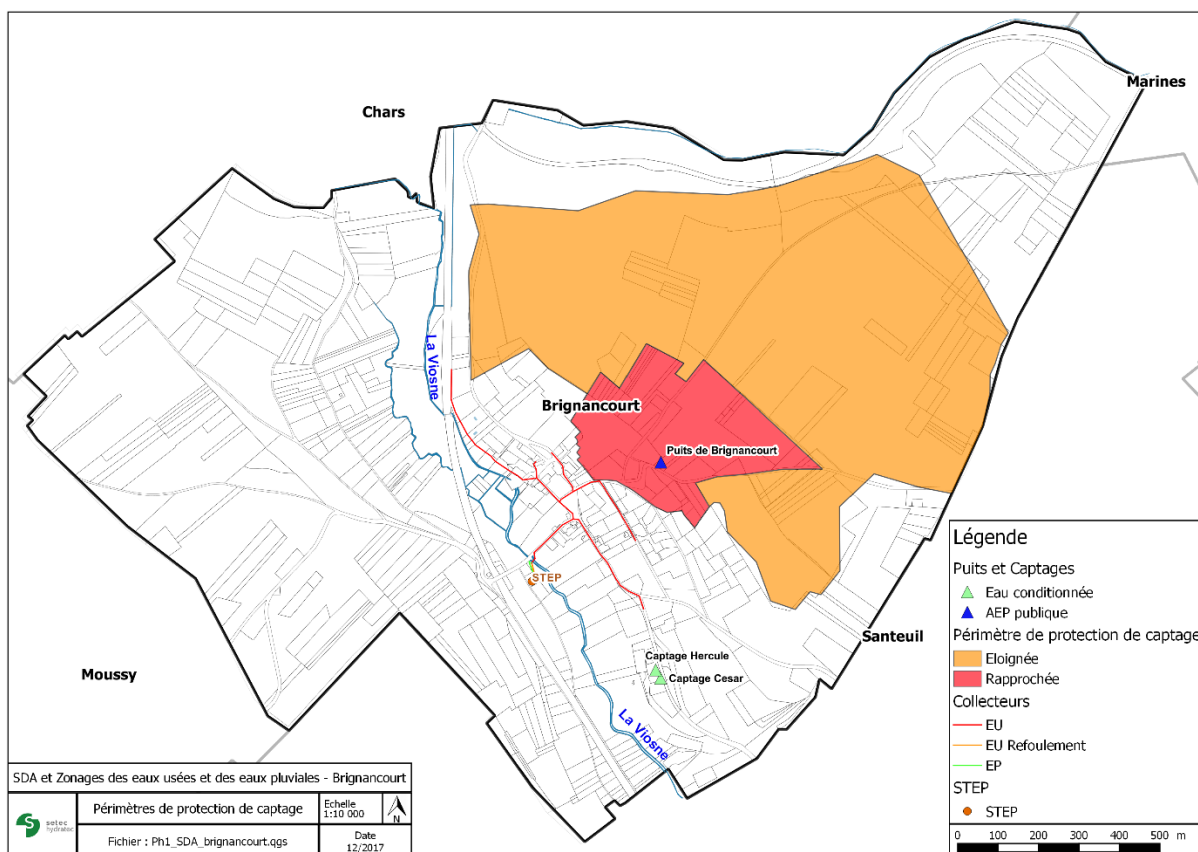 Marines
Chars
La Viosne
Brignancourt
Puits de Brignancourt
STEP
Santeuil
Moussy
Captage Hercule
Captage Cesar
La Viosne
Légende
Puits et Captages
Eau conditionnée
AEP publique
Périmètre de protection de captage
Eloignée
Rapprochée
Collecteurs
EU
EU Refoulement
EP
STEP
STEP
0 100 200 300 400 500 m
SDA et Zonages des eaux usées et des eaux pluviales - Brignancourt
setec
hydratec
Périmètres de protection de captage
Echelle
1:10 000
N
Fichier : Ph1_SDA_brignancourt.qgs
Date
12/2017